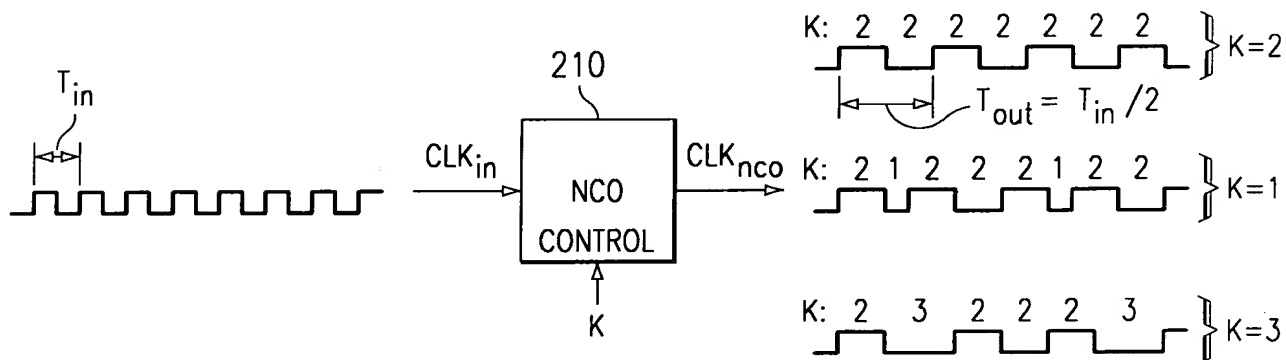 K: 2 2 2 2 2 2 2
K=2
T_out = T_in /2
210
T_in
CLK_in
NCO
CONTROL
CLK_nco
K
K: 2 1 2 2 2 1 2 2
K=1
K: 2 3 2 2 2 3
K=3